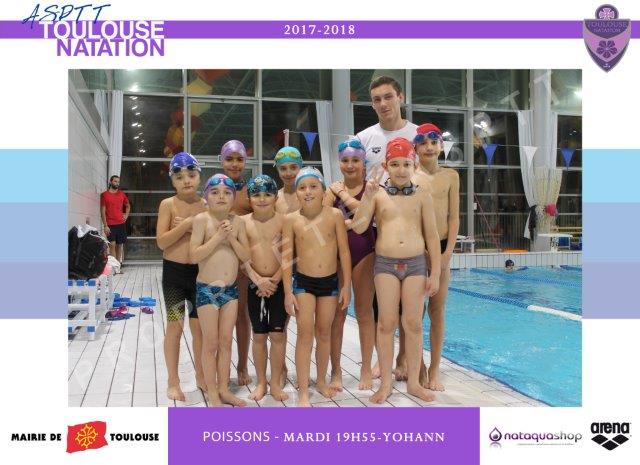 ASPTT
TOULOUSE
NATATION
2017-2018
TOULOUSE
NATATION
MAIRIE DE TOULOUSE
POISSONS - MARDI 19H55-YOHANN
nataquashop
arena